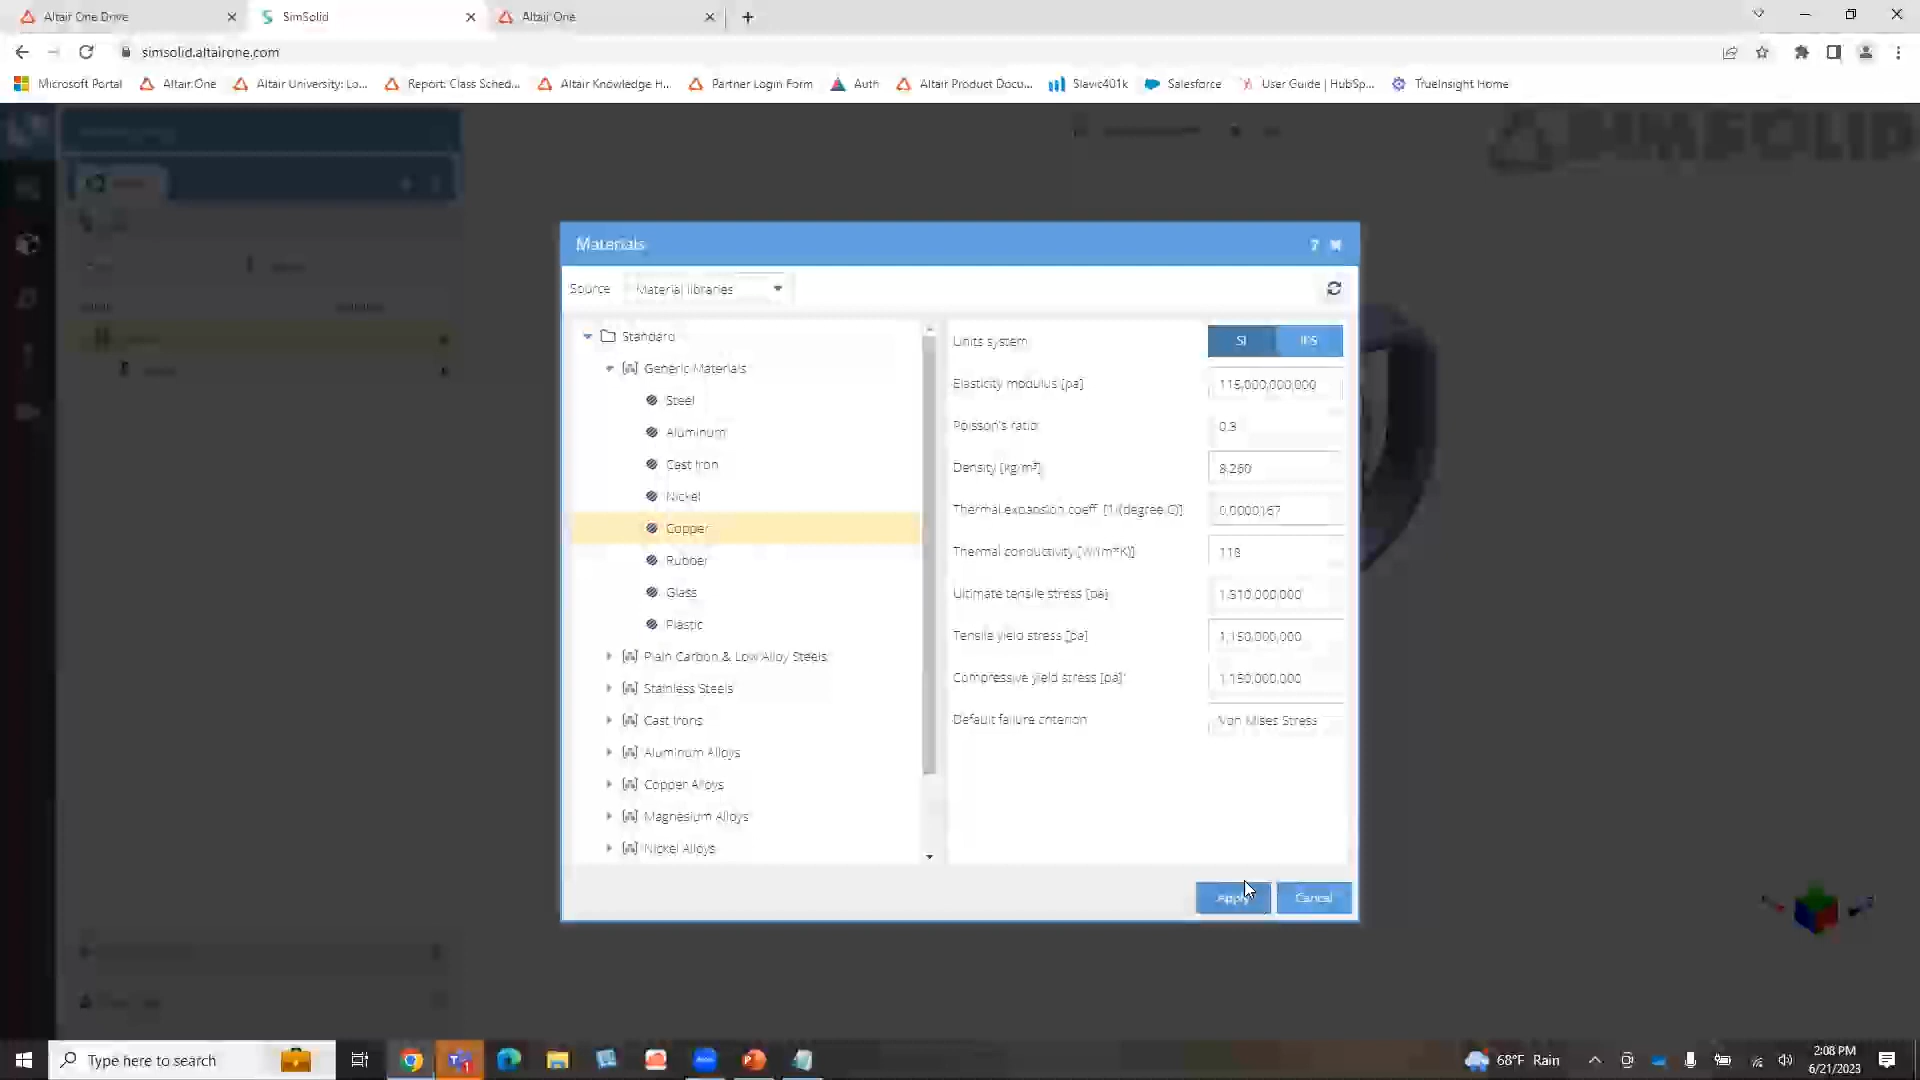 Altair One Drive
SimSolid
Altair One
simsolid.altairone.com
Microsoft Portal
Altair One
Altair University: Lo...
Report: Class Sched...
Altair Knowledge H...
Partner Login Form
Auth
Altair Product Docu...
Slavic401k
Salesforce
User Guide | HubSp...
TrueInsight Home
SIMSOLID
Materials
?
Source
Material libraries
Standard
Generic Materials
Steel
Aluminum
Cast Iron
Nickel
Copper
Rubber
Glass
Plastic
Plain Carbon & Low Alloy Steels
Stainless Steels
Cast Irons
Aluminum Alloys
Copper Alloys
Magnesium Alloys
Nickel Alloys
Units system
SI
IPS
Elasticity modulus [pa]
115,000,000,000
Poisson's ratio
0.3
Density [kg/m³]
8,260
Thermal expansion coeff. [1/(degree C)]
0.0000167
Thermal conductivity [W/(m*K)]
118
Ultimate tensile stress [pa]
1,310,000,000
Tensile yield stress [pa]
1,150,000,000
Compressive yield stress [pa]
1,150,000,000
Default failure criterion
Von Mises Stress
Apply
Cancel
Type here to search
68°F Rain
2:08 PM
6/21/2023